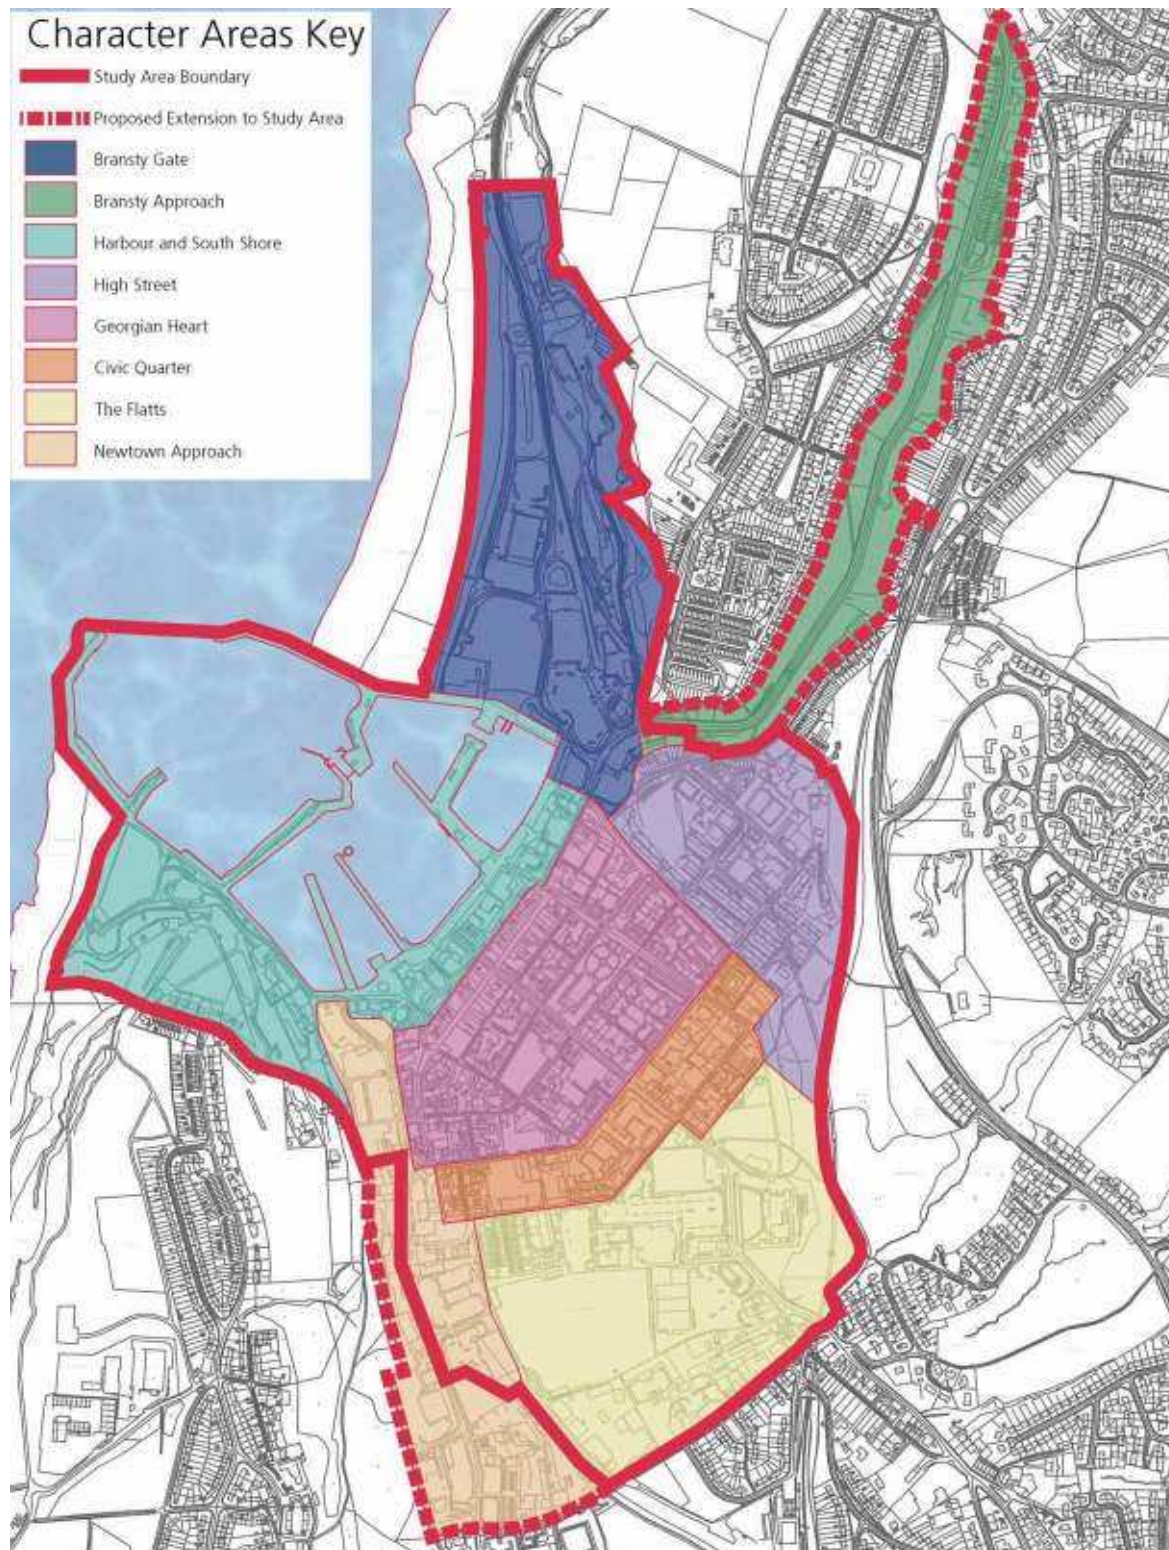 Character Areas Key
Study Area Boundary
Proposed Extension to Study Area
Bransty Gate
Bransty Approach
Harbour and South Shore
High Street
Georgian Heart
Civic Quarter
The Flatts
Newtown Approach